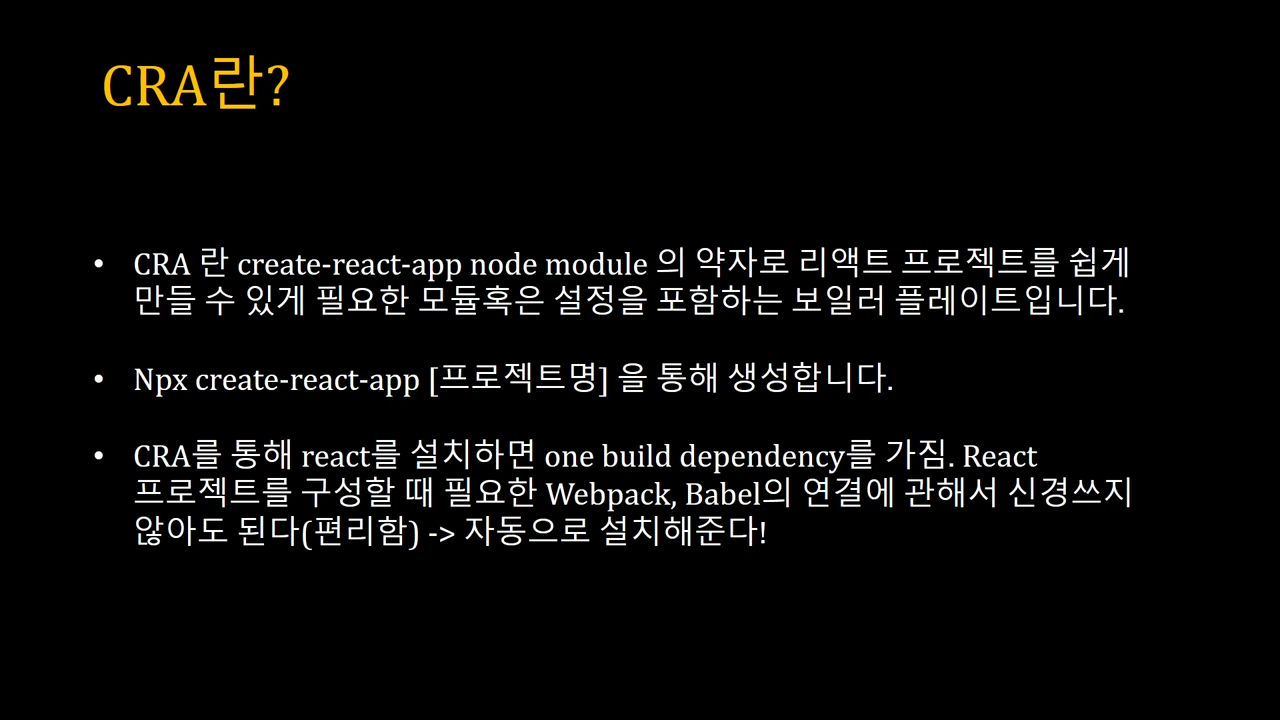 CRA란?
• CRA 란 create-react-app node module 의 약자로 리액트 프로젝트를 쉽게
만들 수 있게 필요한 모듈혹은 설정을 포함하는 보일러 플레이트입니다.
• Npx create-react-app [프로젝트명] 을 통해 생성합니다.
• CRA를 통해 react를 설치하면 one build dependency를 가짐. React
프로젝트를 구성할 때 필요한 Webpack, Babel의 연결에 관해서 신경쓰지
않아도 된다(편리함) -> 자동으로 설치해준다!